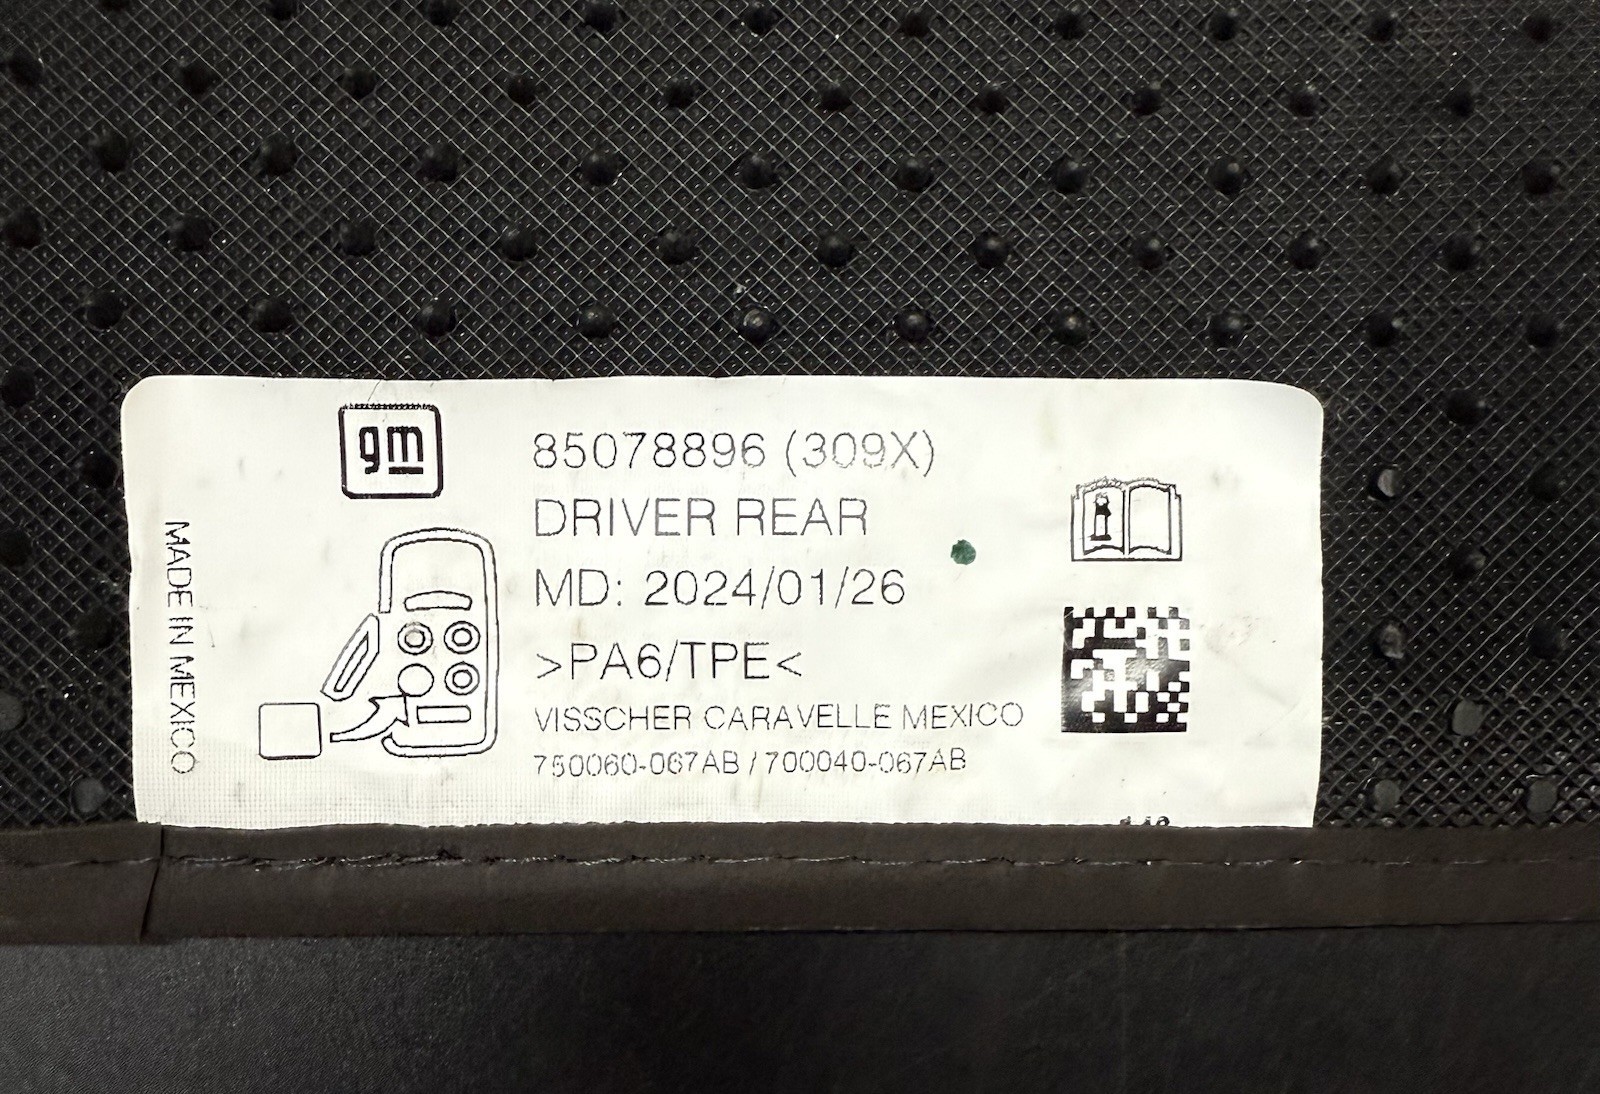 gm
85078896 (309X)
DRIVER REAR
MD: 2024/01/26
>PA6/TPE<
VISSCHER CARAVELLE MEXICO
750060-067AB / 700040-067AB
MADE IN MEXICO